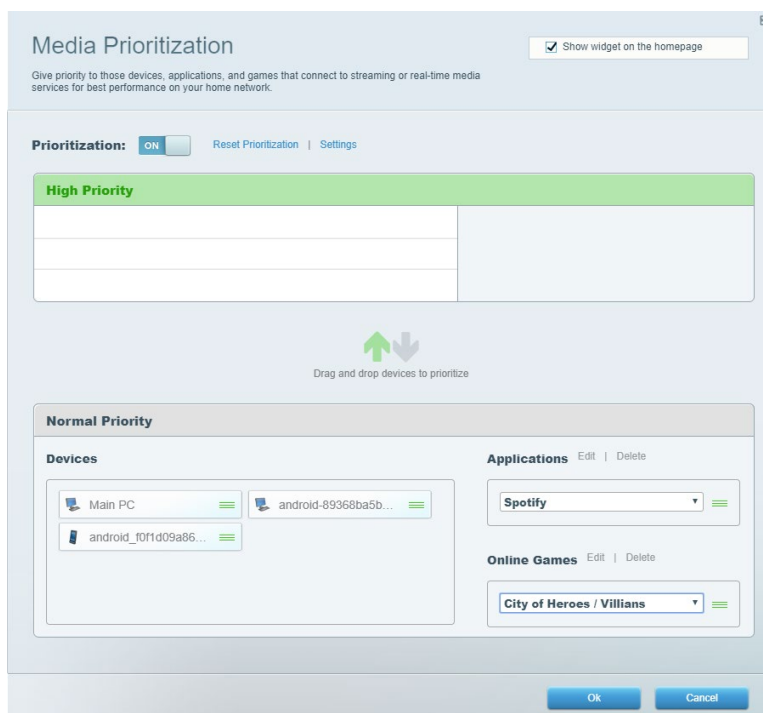 Media Prioritization
Show widget on the homepage
Give priority to those devices, applications, and games that connect to streaming or real-time media
services for best performance on your home network.
Prioritization: ON Reset Prioritization | Settings
High Priority
Drag and drop devices to prioritize
Normal Priority
Devices
Main PC
android-89368ba5b...
android_f0f1d09a86...
Applications Edit | Delete
Spotify
Online Games Edit | Delete
City of Heroes / Villians
Ok Cancel